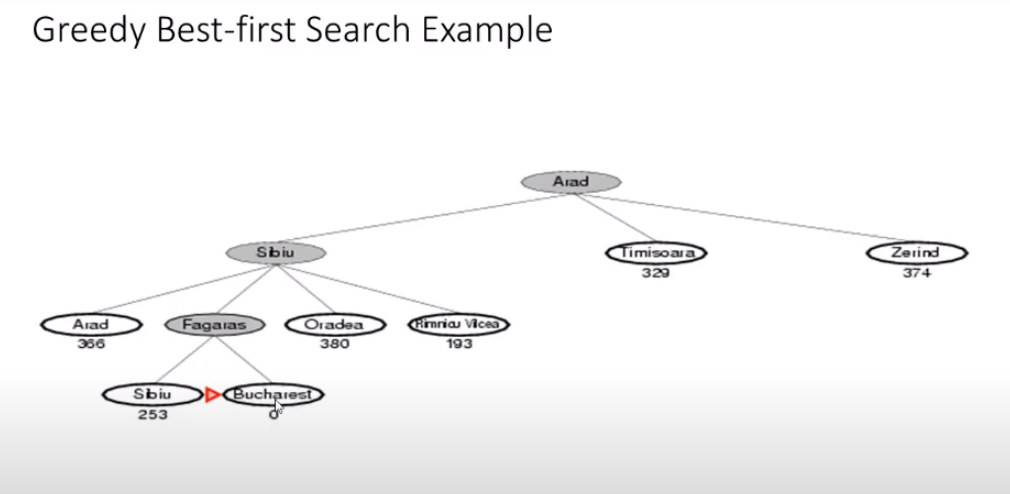 Greedy Best-first Search Example
Arad
Sibiu
Timisoara
Zerind
329
374
Arad
Fagaras
Oradea
Rimnicu Vilcea
366
380
193
Sibiu
Bucharest
253
0